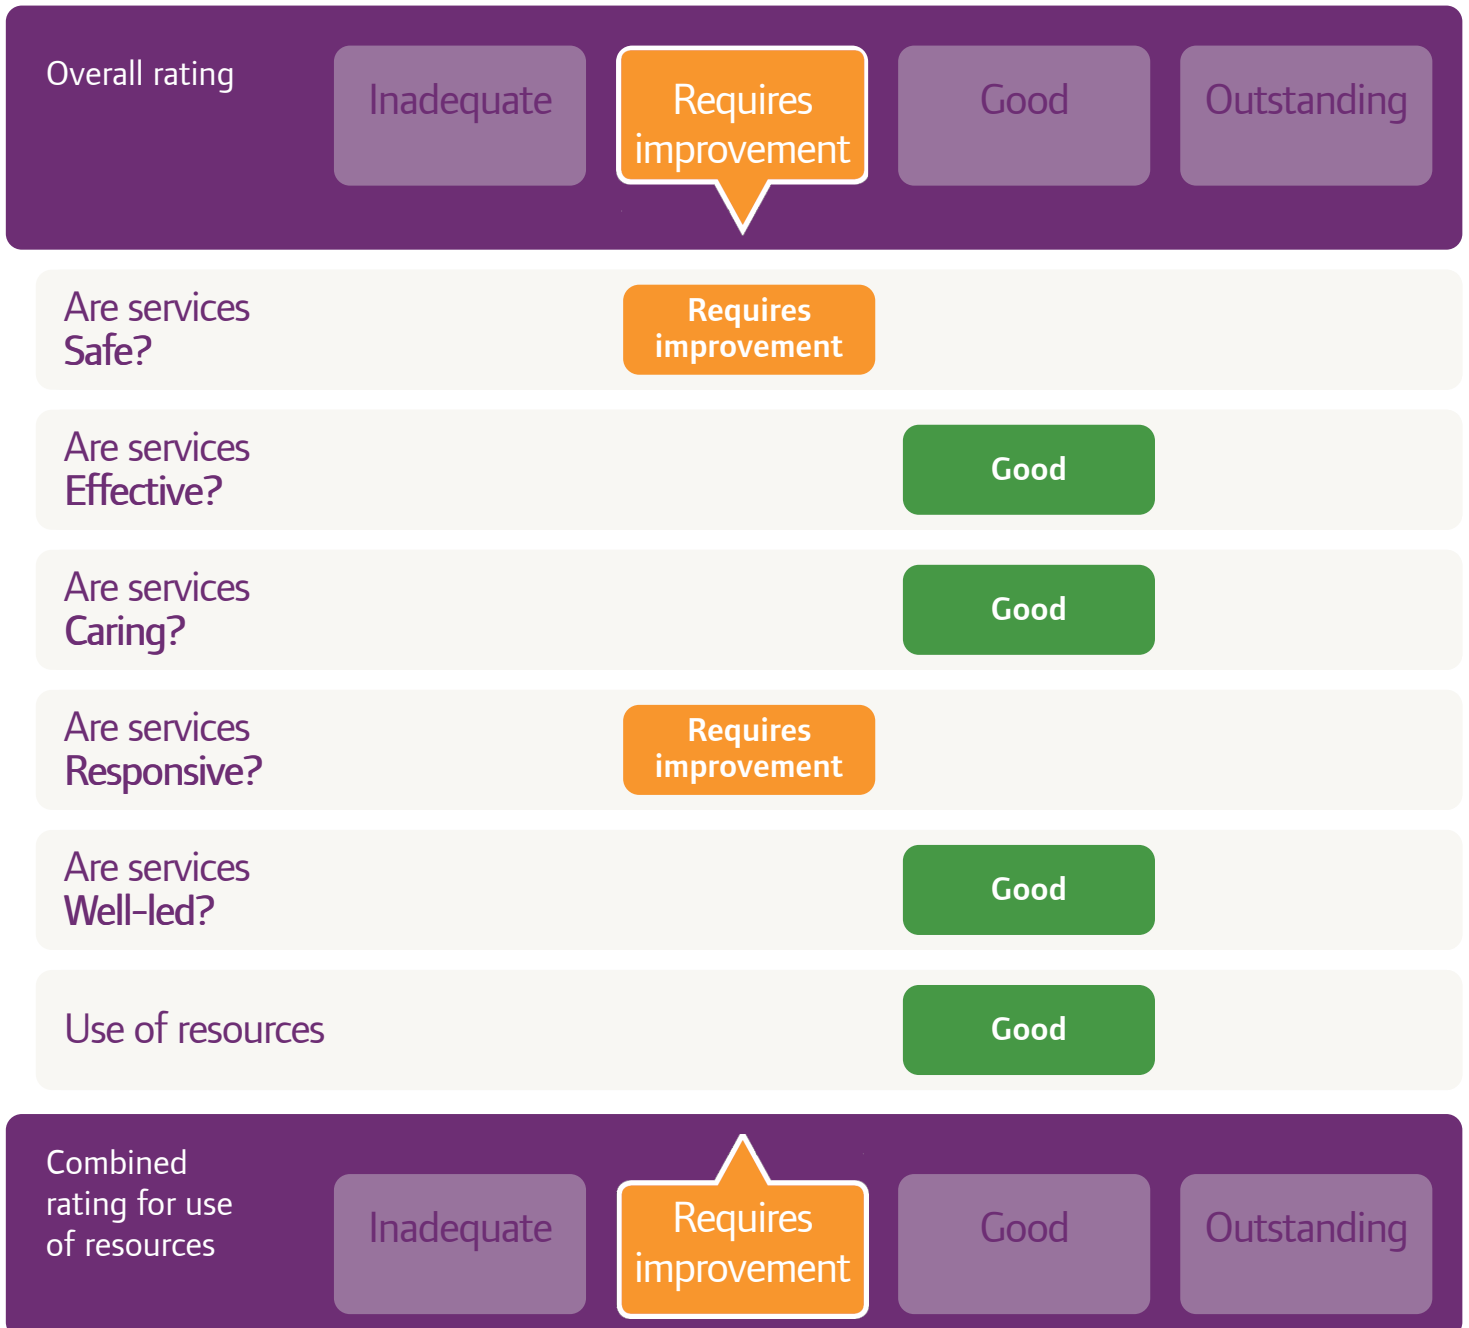 Overall rating
Inadequate
Requires
improvement
Good
Outstanding
Are services
Safe?
Requires
improvement
Are services
Effective?
Good
Are services
Caring?
Good
Are services
Responsive?
Requires
improvement
Are services
Well-led?
Good
Use of resources
Good
Combined
rating for use
of resources
Inadequate
Requires
improvement
Good
Outstanding